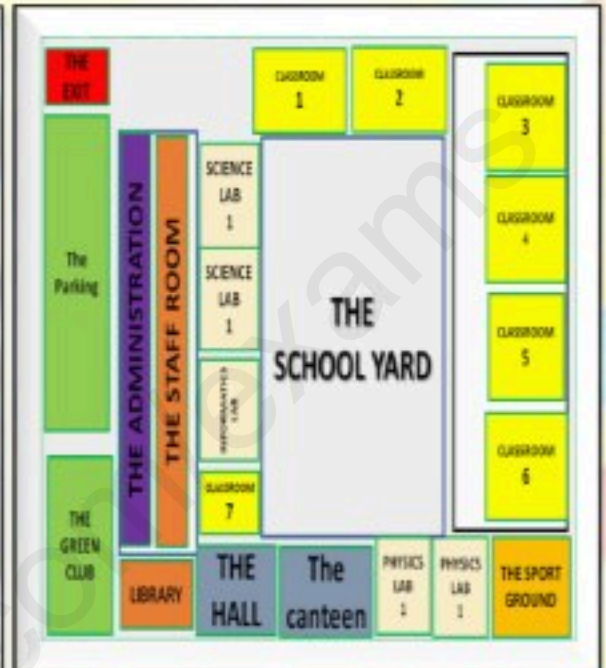 THE
EXIT
CLASSROOM
1
CLASSROOM
2
CLASSROOM
3
CLASSROOM
4
CLASSROOM
5
CLASSROOM
6
The
Parking
THE ADMINISTRATION
THE STAFF ROOM
SCIENCE
LAB
1
SCIENCE
LAB
1
INFORMATICS
LAB
CLASSROOM
7
THE
SCHOOL YARD
THE
GREEN
CLUB
LIBRARY
THE
HALL
The
canteen
PHYSICS
LAB
1
PHYSICS
LAB
1
THE SPORT
GROUND